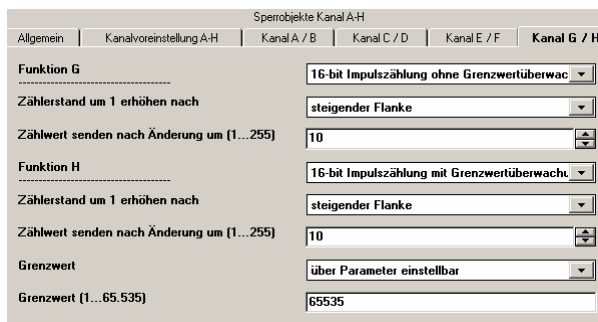 Sperrobjekte Kanal A-H
Allgemein Kanalvoreinstellung A-H Kanal A / B Kanal C / D Kanal E / F Kanal G / H
Funktion G 16-bit Impulszählung ohne Grenzwertüberwac
------------------------------------
Zählerstand um 1 erhöhen nach steigender Flanke
Zählwert senden nach Änderung um (1...255) 10
Funktion H 16-bit Impulszählung mit Grenzwertüberwachu
------------------------------------
Zählerstand um 1 erhöhen nach steigender Flanke
Zählwert senden nach Änderung um (1...255) 10
Grenzwert über Parameter einstellbar
Grenzwert (1...65.535) 65535